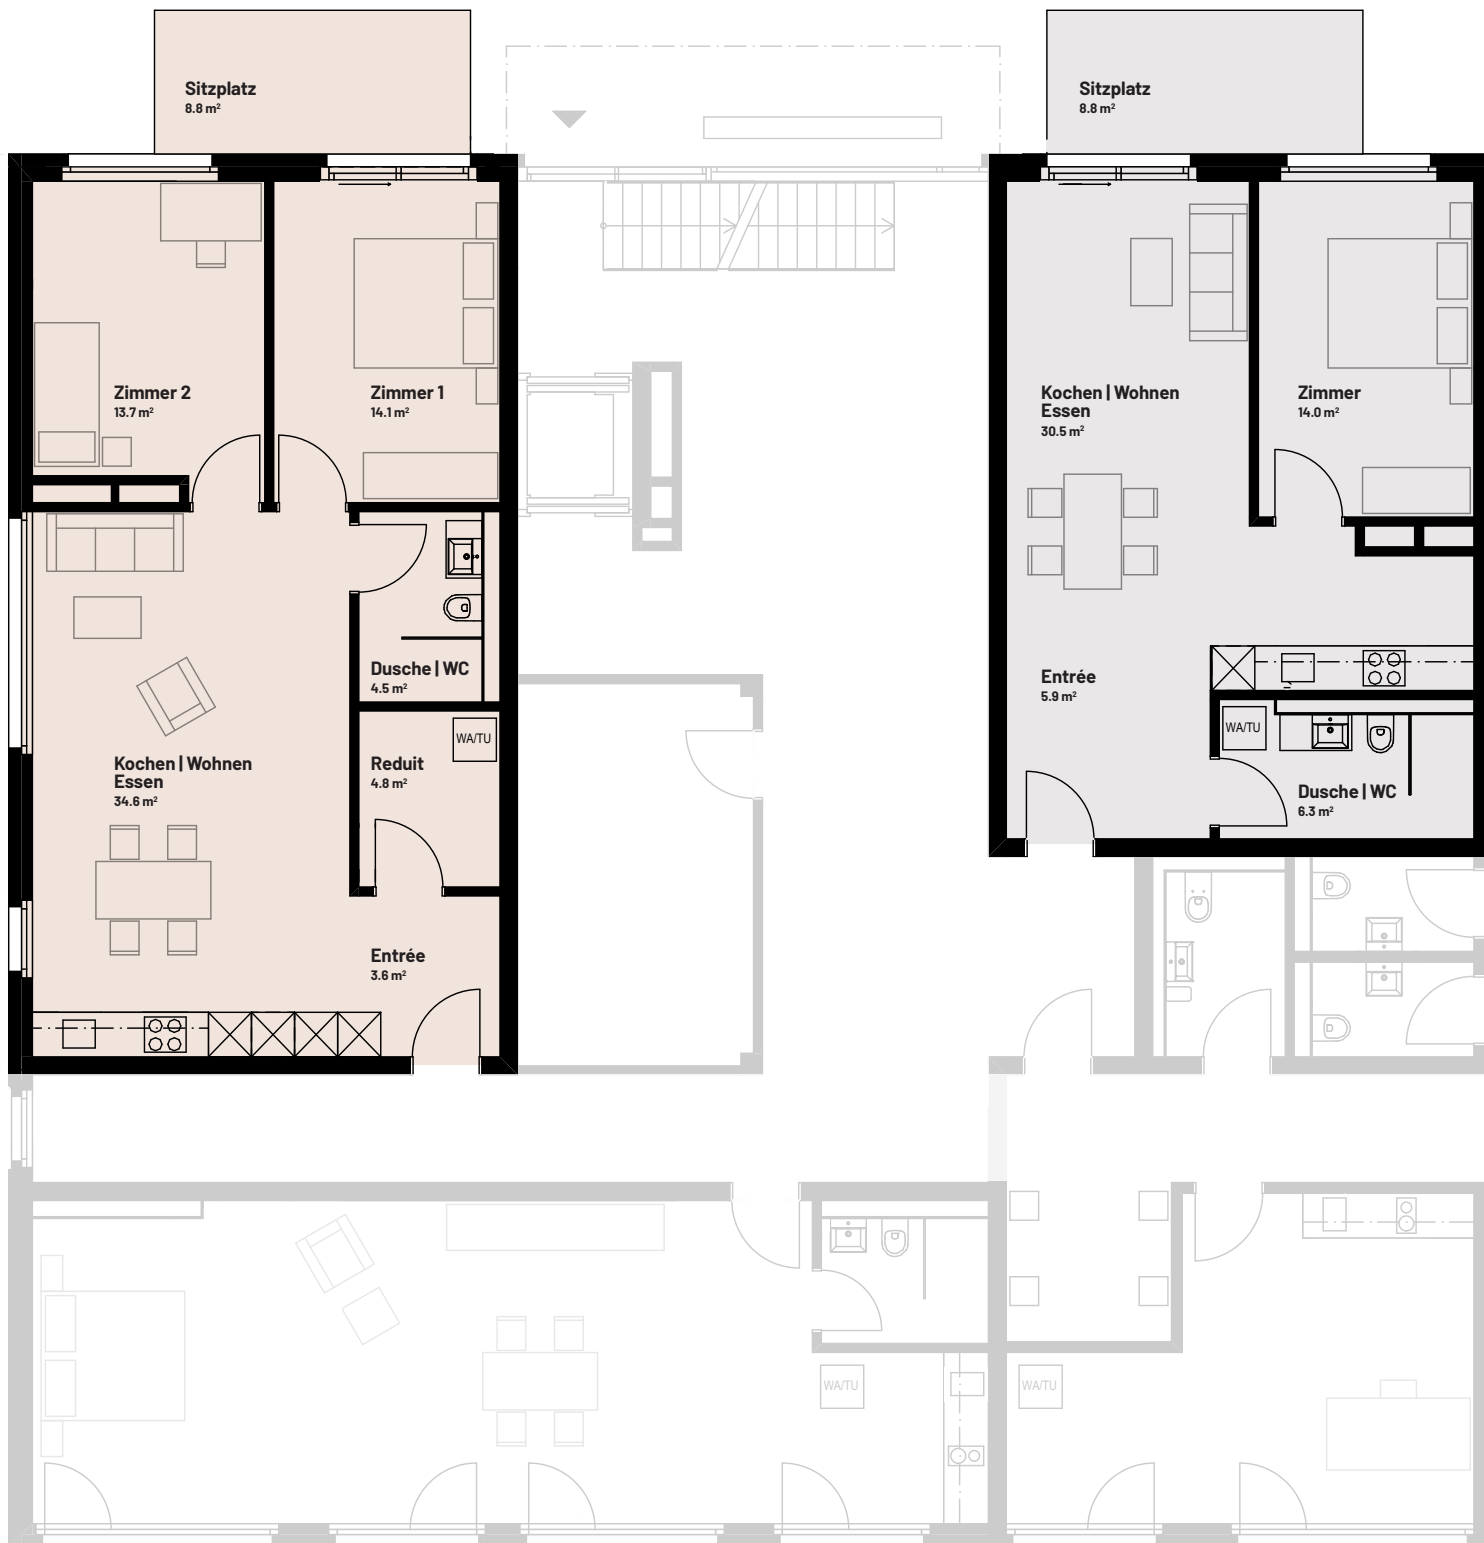 Sitzplatz
8.8 m²
Sitzplatz
8.8 m²
Zimmer 2
13.7 m²
Zimmer 1
14.1 m²
Kochen | Wohnen
Essen
30.5 m²
Zimmer
14.0 m²
Dusche | WC
4.5 m²
Entrée
5.9 m²
WA/TU
WA/TU
Kochen | Wohnen
Essen
34.6 m²
Reduit
4.8 m²
Dusche | WC
6.3 m²
Entrée
3.6 m²
WA/TU
WA/TU